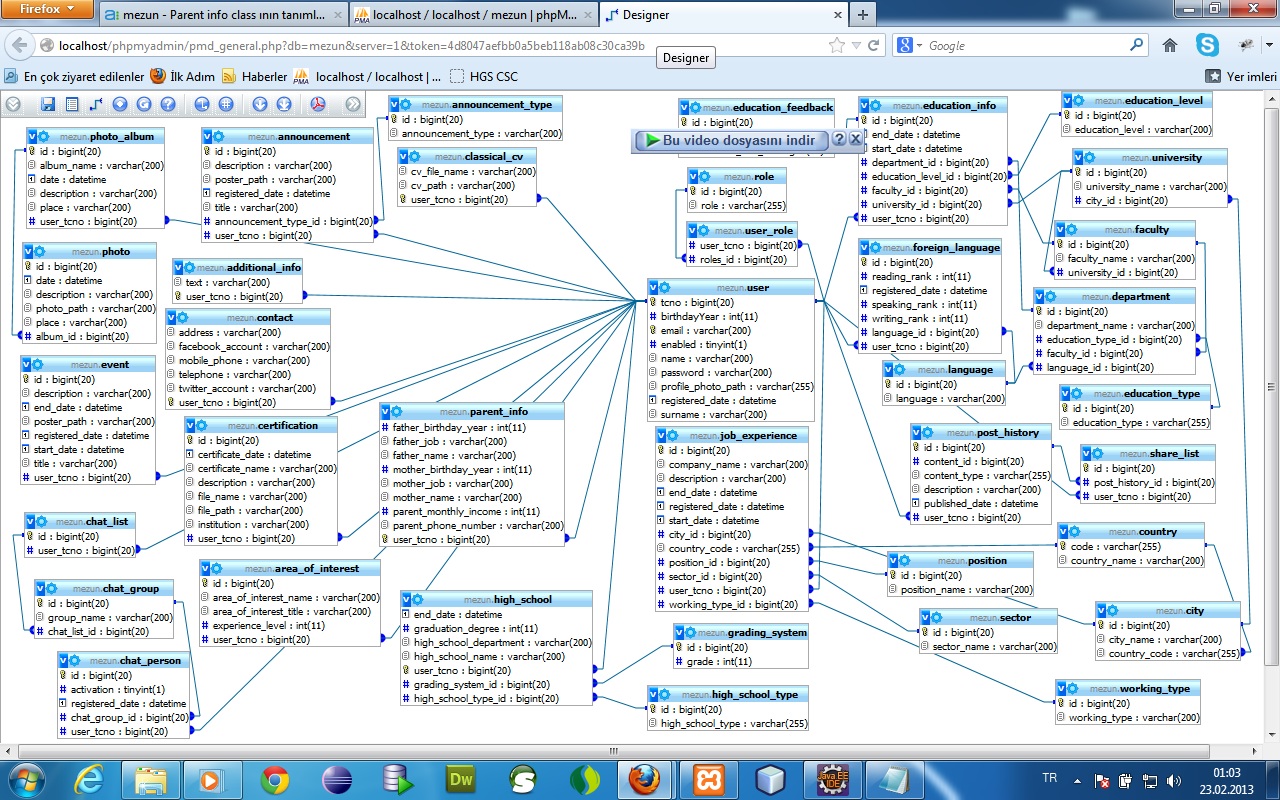 Firefox
mezun - Parent info class ının tanıml...
localhost / localhost / mezun | phpM...
Designer
localhost/phpmyadmin/pmd_general.php?db=mezun&server=1&token=4d8047aefbb0a5beb118ab08c30ca39b
Google
Designer
En çok ziyaret edilenler
İlk Adım
Haberler
localhost / localhost | ...
HGS CSC
Yer imleri
Bu video dosyasını indir
mezun.photo_album
id : bigint(20)
album_name : varchar(200)
date : datetime
description : varchar(200)
place : varchar(200)
user_tcno : bigint(20)
mezun.announcement
id : bigint(20)
description : varchar(200)
poster_path : varchar(200)
registered_date : datetime
title : varchar(200)
announcement_type_id : bigint(20)
user_tcno : bigint(20)
mezun.announcement_type
id : bigint(20)
announcement_type : varchar(200)
mezun.classical_cv
cv_file_name : varchar(200)
cv_path : varchar(200)
user_tcno : bigint(20)
mezun.education_feedback
id : bigint(20)
mezun.role
id : bigint(20)
role : varchar(255)
mezun.user_role
user_tcno : bigint(20)
roles_id : bigint(20)
mezun.education_info
id : bigint(20)
end_date : datetime
start_date : datetime
department_id : bigint(20)
education_level_id : bigint(20)
faculty_id : bigint(20)
university_id : bigint(20)
user_tcno : bigint(20)
mezun.education_level
id : bigint(20)
education_level : varchar(200)
mezun.university
id : bigint(20)
university_name : varchar(200)
city_id : bigint(20)
mezun.faculty
id : bigint(20)
faculty_name : varchar(200)
university_id : bigint(20)
mezun.photo
id : bigint(20)
date : datetime
description : varchar(200)
photo_path : varchar(200)
place : varchar(200)
album_id : bigint(20)
mezun.additional_info
text : varchar(200)
user_tcno : bigint(20)
mezun.contact
address : varchar(200)
facebook_account : varchar(200)
mobile_phone : varchar(200)
telephone : varchar(200)
twitter_account : varchar(200)
user_tcno : bigint(20)
mezun.user
tcno : bigint(20)
birthdayYear : int(11)
email : varchar(200)
enabled : tinyint(1)
name : varchar(200)
password : varchar(200)
profile_photo_path : varchar(255)
registered_date : datetime
surname : varchar(200)
mezun.foreign_language
id : bigint(20)
reading_rank : int(11)
registered_date : datetime
speaking_rank : int(11)
writing_rank : int(11)
language_id : bigint(20)
user_tcno : bigint(20)
mezun.department
id : bigint(20)
department_name : varchar(200)
education_type_id : bigint(20)
faculty_id : bigint(20)
language_id : bigint(20)
mezun.language
id : bigint(20)
language : varchar(200)
mezun.education_type
id : bigint(20)
education_type : varchar(255)
mezun.event
id : bigint(20)
description : varchar(200)
end_date : datetime
poster_path : varchar(200)
registered_date : datetime
start_date : datetime
title : varchar(200)
user_tcno : bigint(20)
mezun.certification
id : bigint(20)
certificate_date : datetime
certificate_name : varchar(200)
description : varchar(200)
file_name : varchar(200)
file_path : varchar(200)
institution : varchar(200)
user_tcno : bigint(20)
mezun.parent_info
father_birthday_year : int(11)
father_job : varchar(200)
father_name : varchar(200)
mother_birthday_year : int(11)
mother_job : varchar(200)
mother_name : varchar(200)
parent_monthly_income : int(11)
parent_phone_number : varchar(200)
user_tcno : bigint(20)
mezun.job_experience
id : bigint(20)
company_name : varchar(200)
description : varchar(200)
end_date : datetime
registered_date : datetime
start_date : datetime
city_id : bigint(20)
country_code : varchar(255)
position_id : bigint(20)
sector_id : bigint(20)
user_tcno : bigint(20)
working_type_id : bigint(20)
mezun.post_history
id : bigint(20)
content_id : bigint(20)
content_type : varchar(255)
description : varchar(200)
published_date : datetime
user_tcno : bigint(20)
mezun.share_list
id : bigint(20)
post_history_id : bigint(20)
user_tcno : bigint(20)
mezun.chat_list
id : bigint(20)
user_tcno : bigint(20)
mezun.country
code : varchar(255)
country_name : varchar(200)
mezun.chat_group
id : bigint(20)
group_name : varchar(200)
chat_list_id : bigint(20)
mezun.area_of_interest
id : bigint(20)
area_of_interest_name : varchar(200)
area_of_interest_title : varchar(200)
experience_level : int(11)
user_tcno : bigint(20)
mezun.high_school
end_date : datetime
graduation_degree : int(11)
high_school_department : varchar(200)
high_school_name : varchar(200)
user_tcno : bigint(20)
grading_system_id : bigint(20)
high_school_type_id : bigint(20)
mezun.position
id : bigint(20)
position_name : varchar(200)
mezun.sector
id : bigint(20)
sector_name : varchar(200)
mezun.city
id : bigint(20)
city_name : varchar(200)
country_code : varchar(255)
mezun.grading_system
id : bigint(20)
grade : int(11)
mezun.chat_person
id : bigint(20)
activation : tinyint(1)
registered_date : datetime
chat_group_id : bigint(20)
user_tcno : bigint(20)
mezun.high_school_type
id : bigint(20)
high_school_type : varchar(255)
mezun.working_type
id : bigint(20)
working_type : varchar(200)
Dw
Java EE
IDE
TR
01:03
23.02.2013